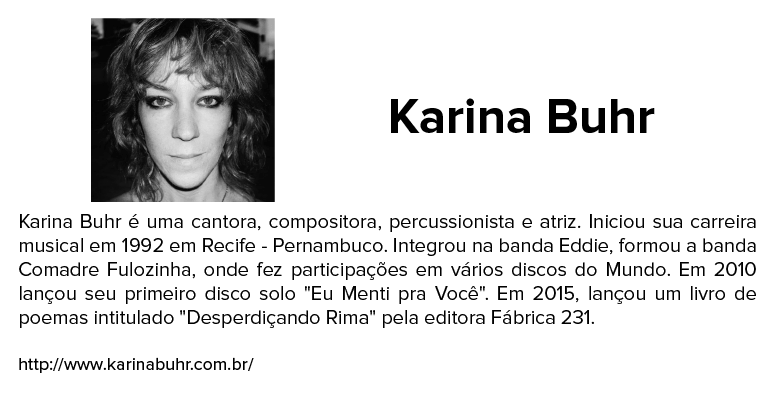 Karina Buhr
Karina Buhr é uma cantora, compositora, percussionista e atriz. Iniciou sua carreira
musical em 1992 em Recife - Pernambuco. Integrou na banda Eddie, formou a banda
Comadre Fulozinha, onde fez participações em vários discos do Mundo. Em 2010
lançou seu primeiro disco solo "Eu Menti pra Você". Em 2015, lançou um livro de
poemas intitulado "Desperdiçando Rima" pela editora Fábrica 231.
http://www.karinabuhr.com.br/